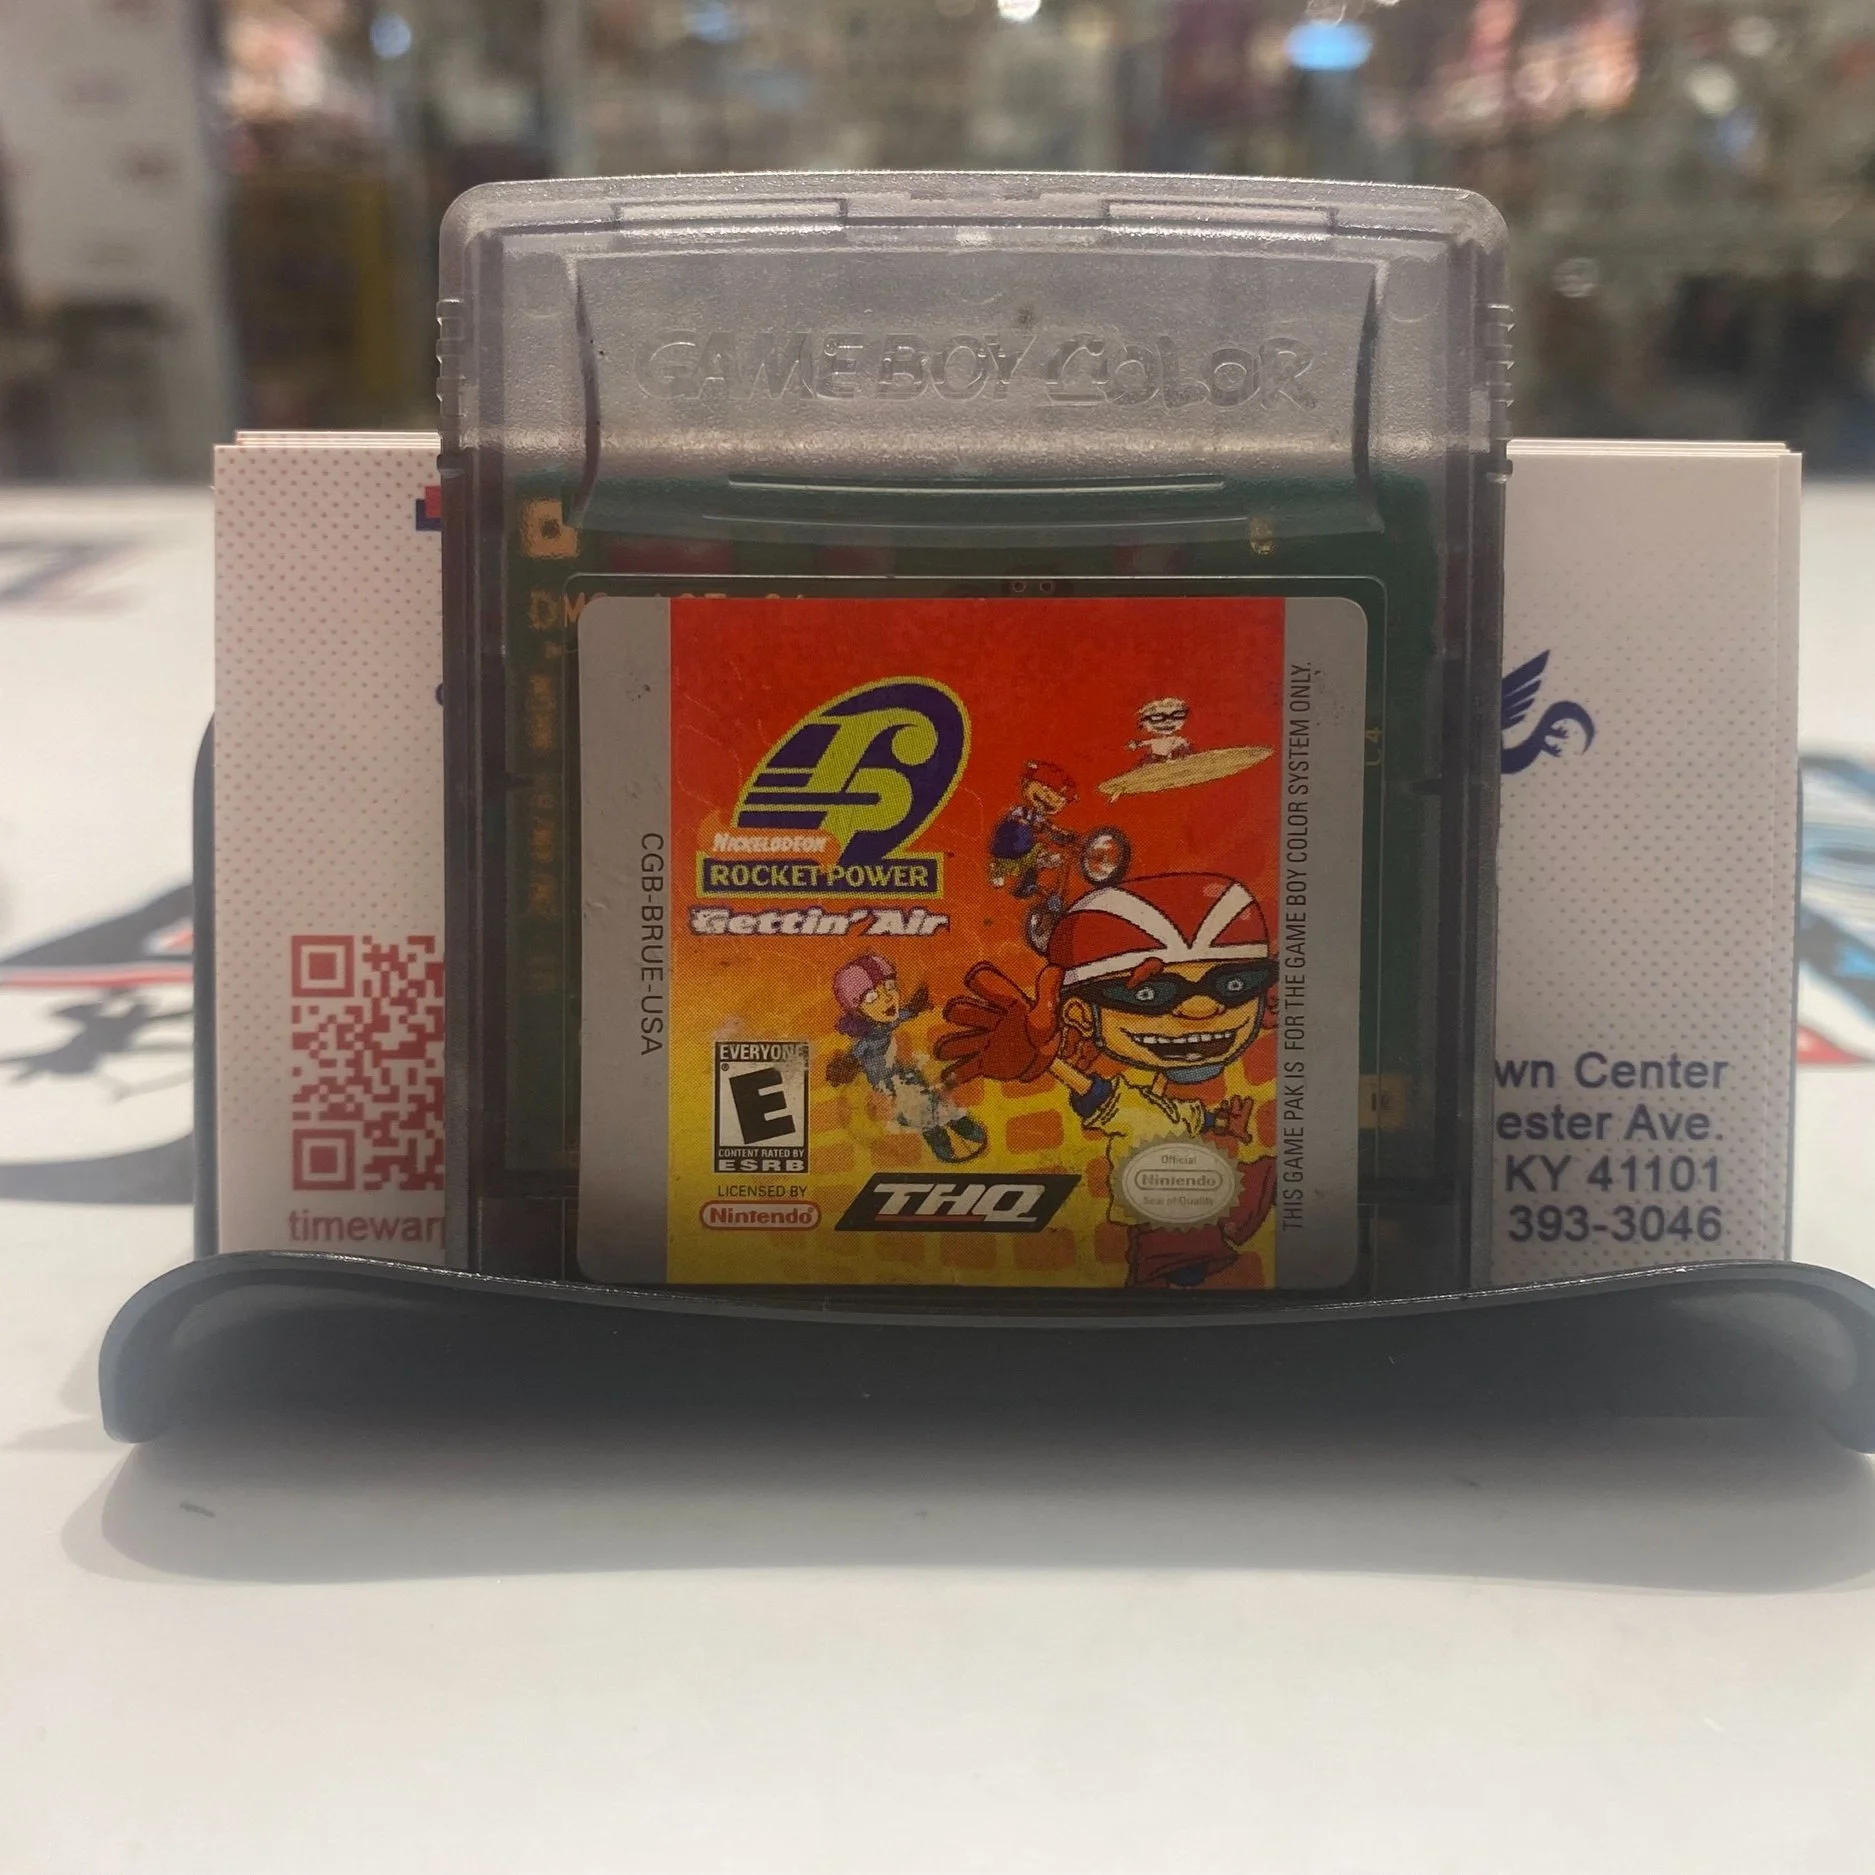 GAME BOY COLOR
NICKELODEON
ROCKET POWER
Gettin' Air
CGB-BRUE-USA
THIS GAME PAK IS FOR THE GAME BOY COLOR SYSTEM ONLY.
EVERYONE
E
CONTENT RATED BY
ESRB
LICENSED BY
Nintendo
THQ
Official
Nintendo
Seal of Quality
timewar
wn Center
ester Ave.
KY 41101
393-3046